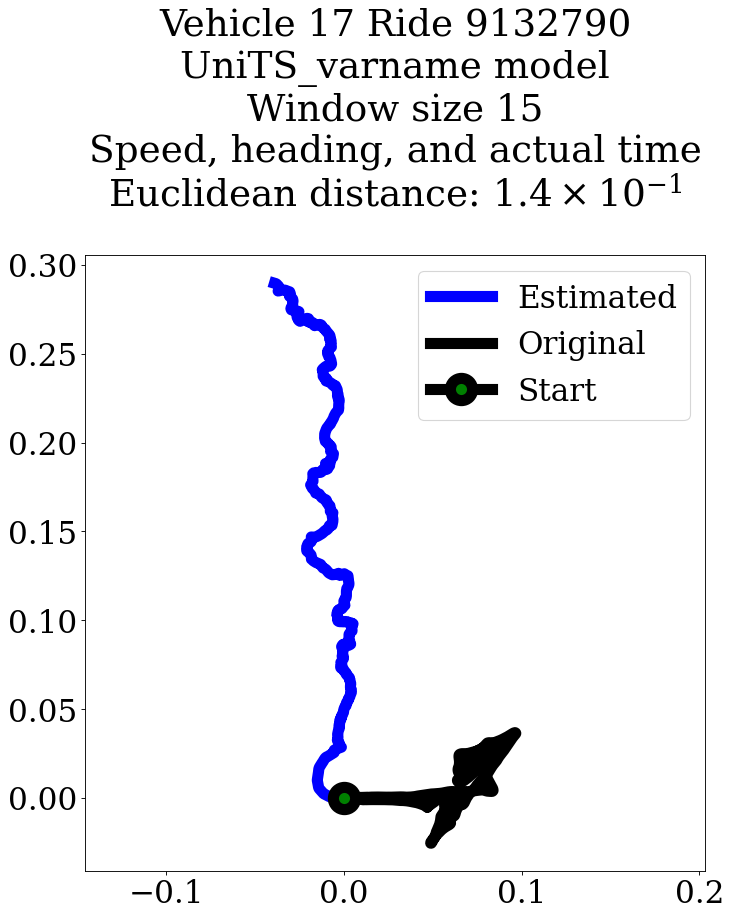 Vehicle 17 Ride 9132790
UniTS_varname model
Window size 15
Speed, heading, and actual time
Euclidean distance: 1.4 × 10⁻¹
0.30
0.25
0.20
0.15
0.10
0.05
0.00
Estimated
Original
Start
−0.1 0.0 0.1 0.2